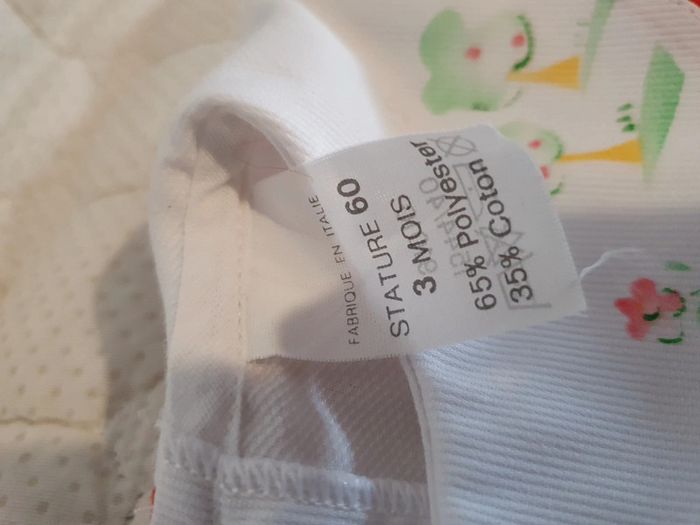 FABRIQUE EN ITALIE
STATURE 60
3 MOIS
65% Polyester
35% Coton